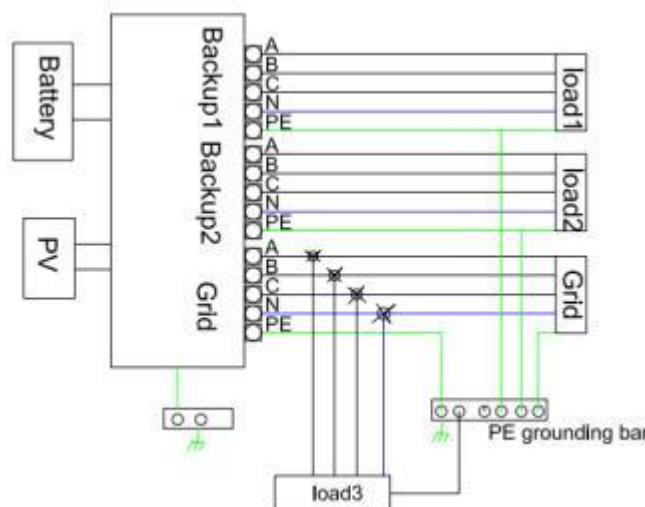 Battery
PV
Backup1
A
B
C
N
PE
load1
Backup2
A
B
C
N
PE
load2
Grid
A
B
C
N
PE
Grid
PE grounding bar
load3